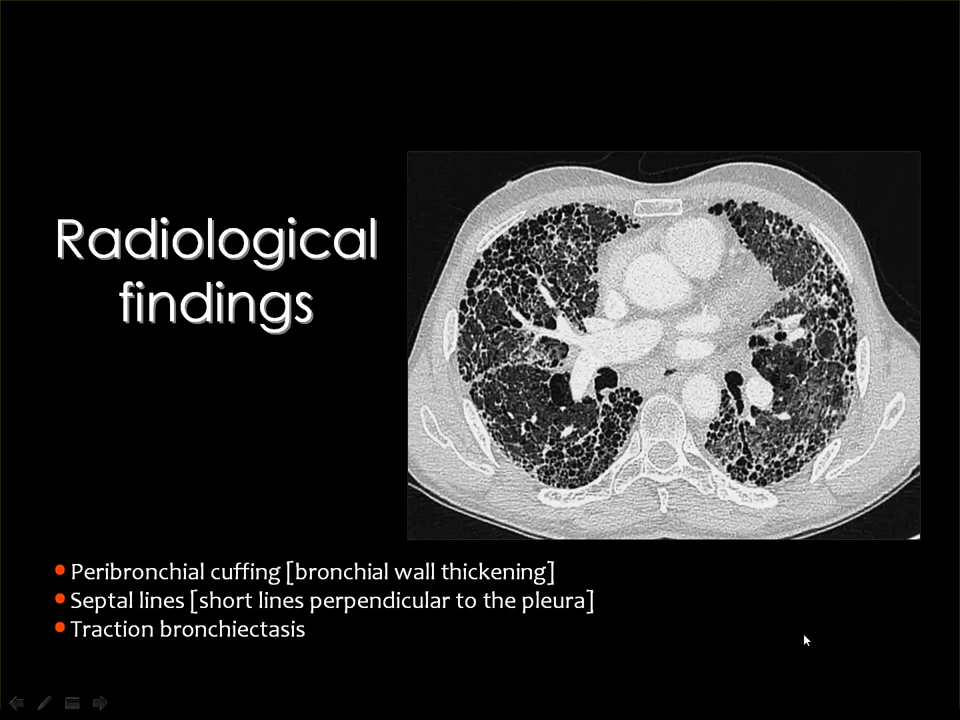 Radiological
findings
• Peribronchial cuffing [bronchial wall thickening]
• Septal lines [short lines perpendicular to the pleura]
• Traction bronchiectasis